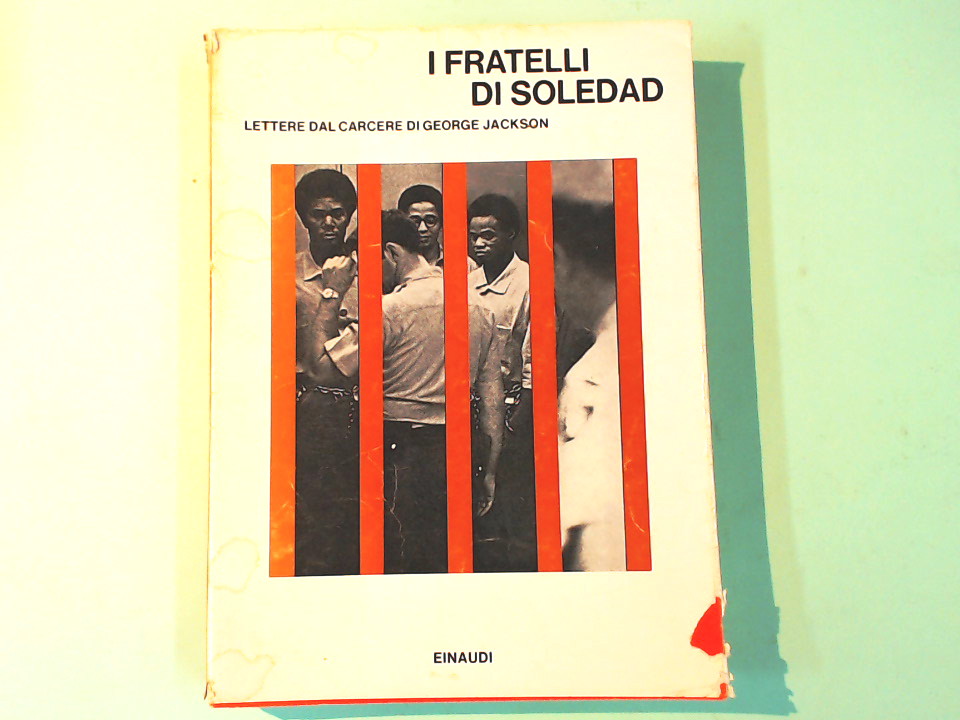 I FRATELLI
DI SOLEDAD
LETTERE DAL CARCERE DI GEORGE JACKSON
EINAUDI